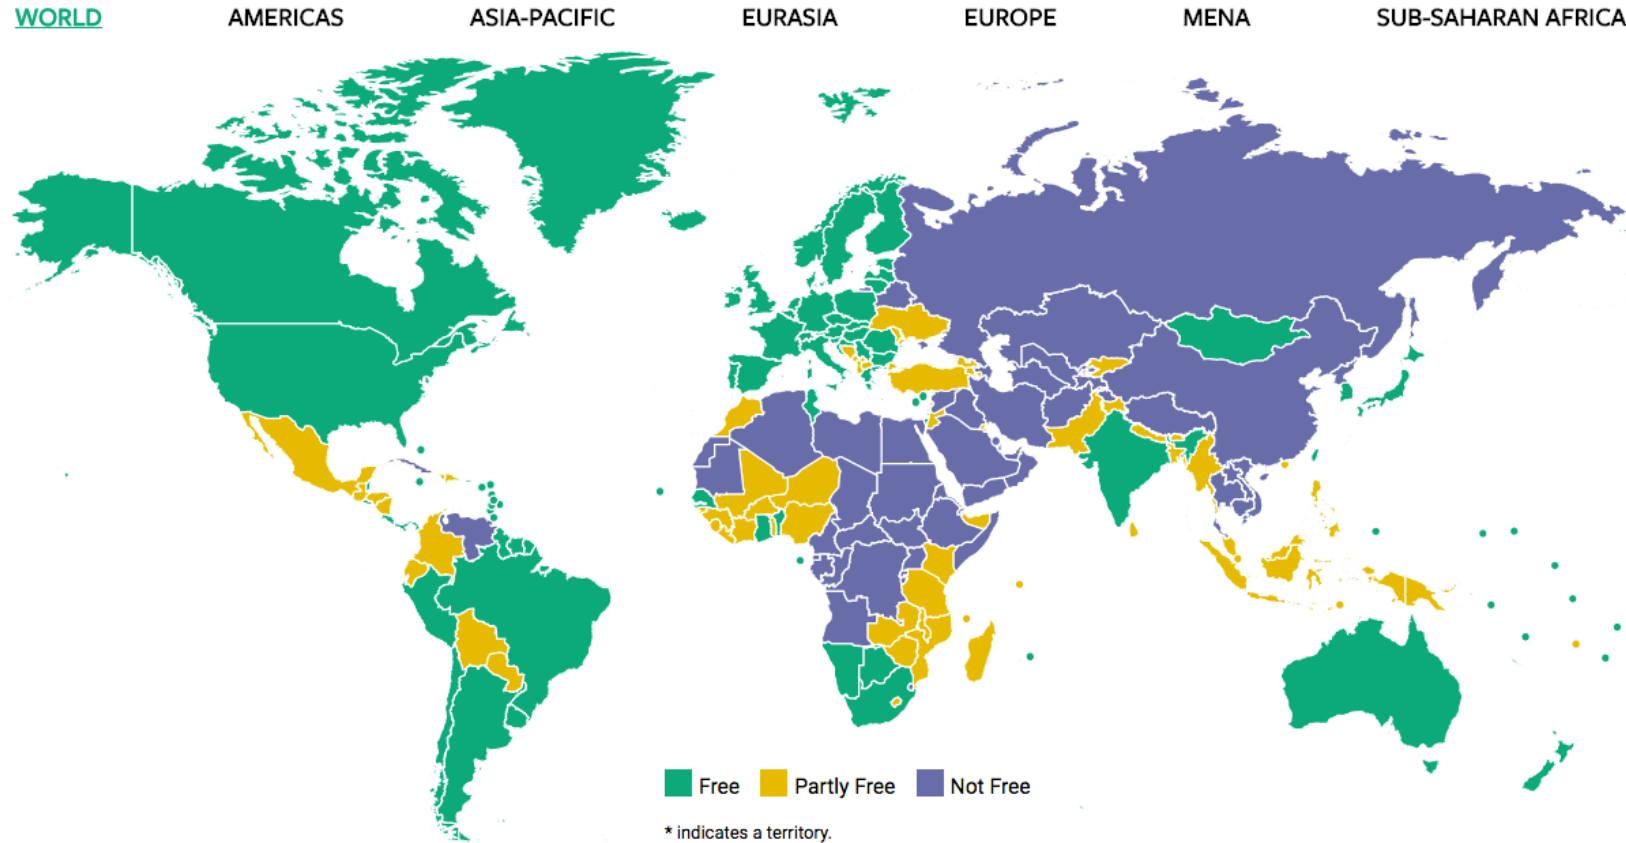 WORLD AMERICAS ASIA-PACIFIC EURASIA EUROPE MENA SUB-SAHARAN AFRICA
Free Partly Free Not Free
* indicates a territory.